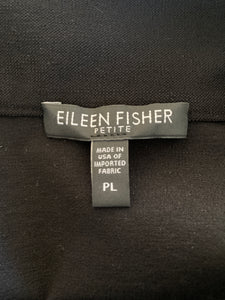 EILEEN FISHER
PETITE
MADE IN
USA OF
IMPORTED
FABRIC
PL